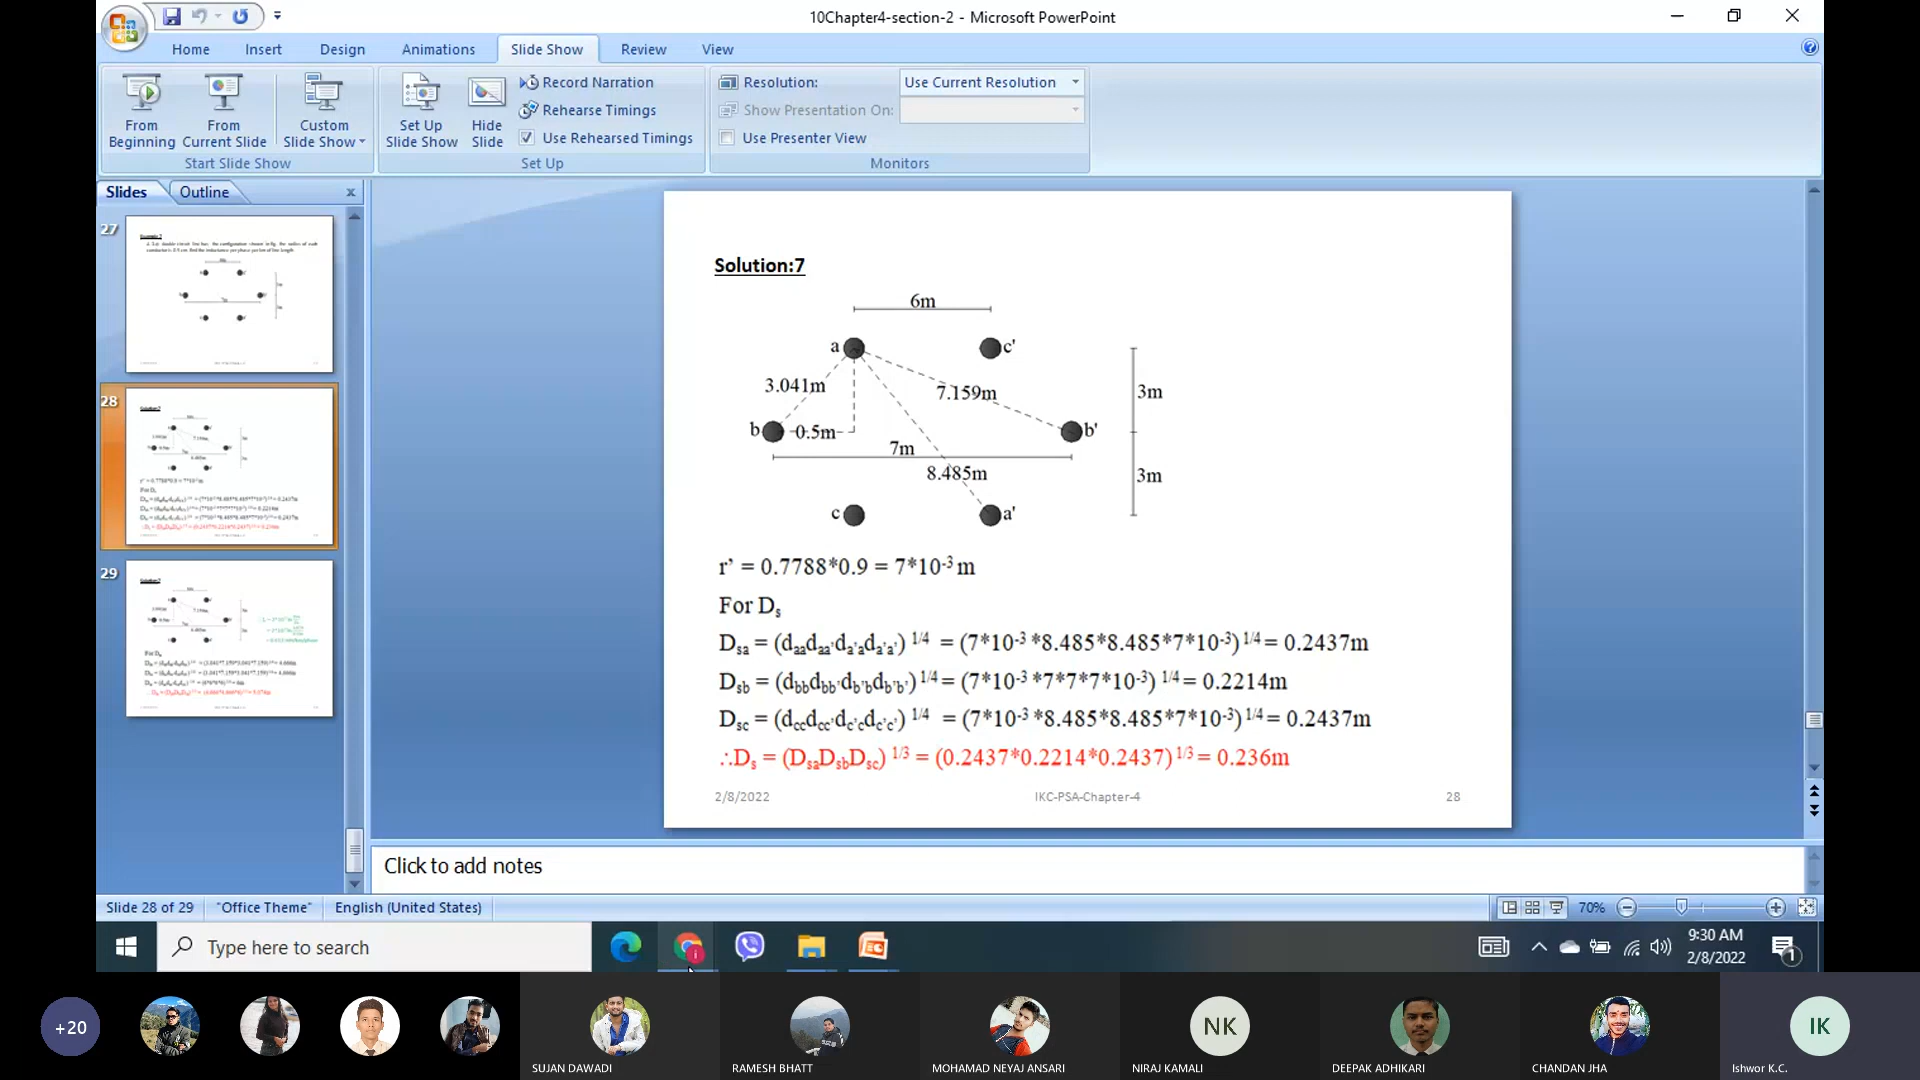 10Chapter4-section-2 - Microsoft PowerPoint
Home Insert Design Animations Slide Show Review View
From Beginning
From Current Slide
Custom Slide Show
Start Slide Show
Set Up Slide Show
Hide Slide
Record Narration
Rehearse Timings
Use Rehearsed Timings
Set Up
Resolution: Use Current Resolution
Show Presentation On:
Use Presenter View
Monitors
Slides Outline
27
28
29
Solution:7
6m
a c'
3.041m 7.159m 3m
b 0.5m b'
7m
8.485m 3m
c a'
r’ = 0.7788*0.9 = 7*10⁻³ m
For Dₛ
Dsa = (daadaa'da'ada'a') 1/4 = (7*10⁻³ *8.485*8.485*7*10⁻³) 1/4 = 0.2437m
Dsb = (dbbdbb'db'bdb'b') 1/4 = (7*10⁻³ *7*7*7*10⁻³) 1/4 = 0.2214m
Dsc = (dccdcc'dc'cdc'c') 1/4 = (7*10⁻³ *8.485*8.485*7*10⁻³) 1/4 = 0.2437m
∴Dₛ = (DsaDsbDsc) 1/3 = (0.2437*0.2214*0.2437) 1/3 = 0.236m
2/8/2022 IKC-PSA-Chapter-4 28
Click to add notes
Slide 28 of 29 "Office Theme" English (United States) 70%
Type here to search
9:30 AM
2/8/2022
1
+20
NK
IK
SUJAN DAWADI RAMESH BHATT MOHAMAD NEYAJ ANSARI NIRAJ KAMALI DEEPAK ADHIKARI CHANDAN JHA Ishwor K.C.